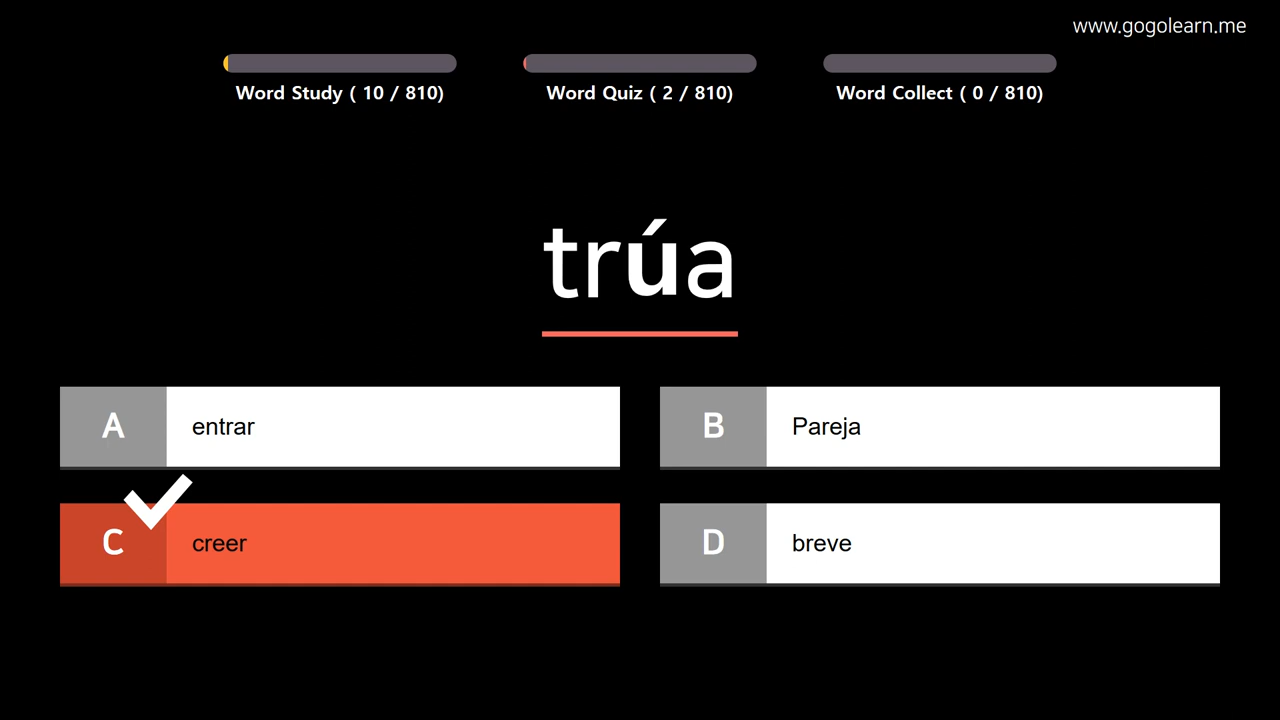 www.gogolearn.me
Word Study ( 10 / 810)
Word Quiz ( 2 / 810)
Word Collect ( 0 / 810)
trúa
A entrar
B Pareja
C creer
D breve